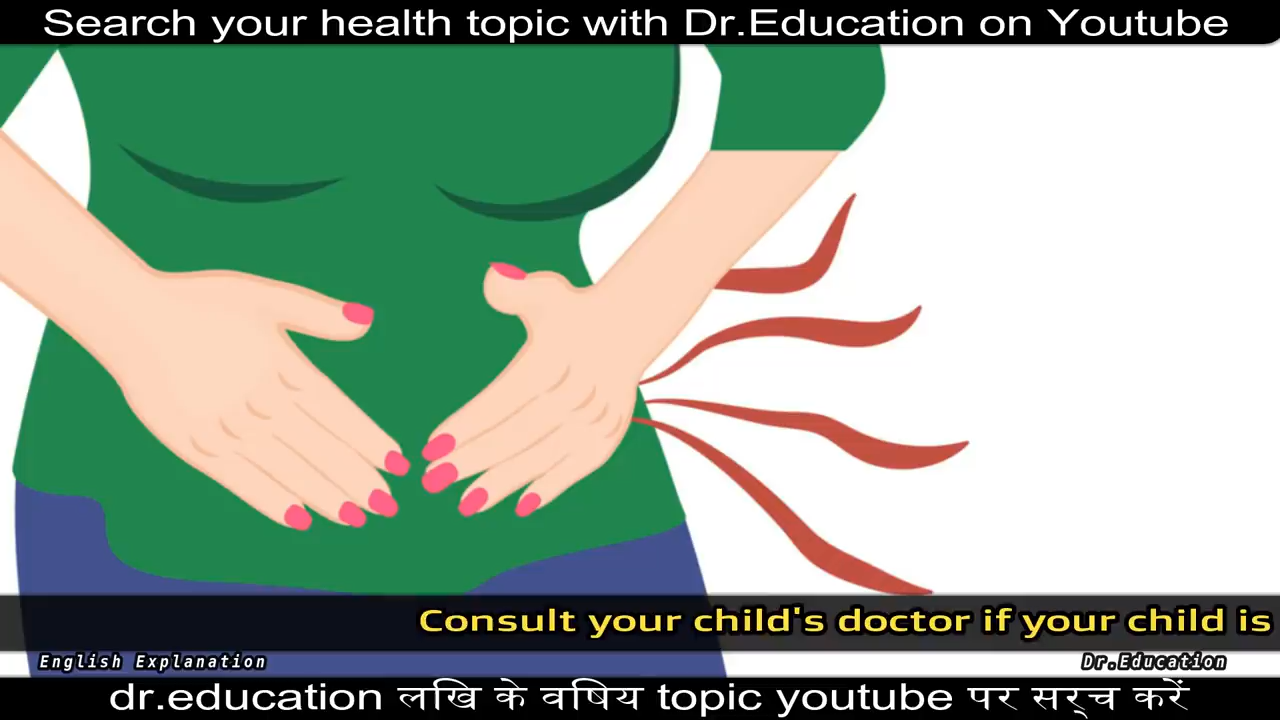 Search your health topic with Dr.Education on Youtube
Consult your child's doctor if your child is
English Explanation
Dr.Education
dr.education लखि के वषिय topic youtube पर सर्च करें